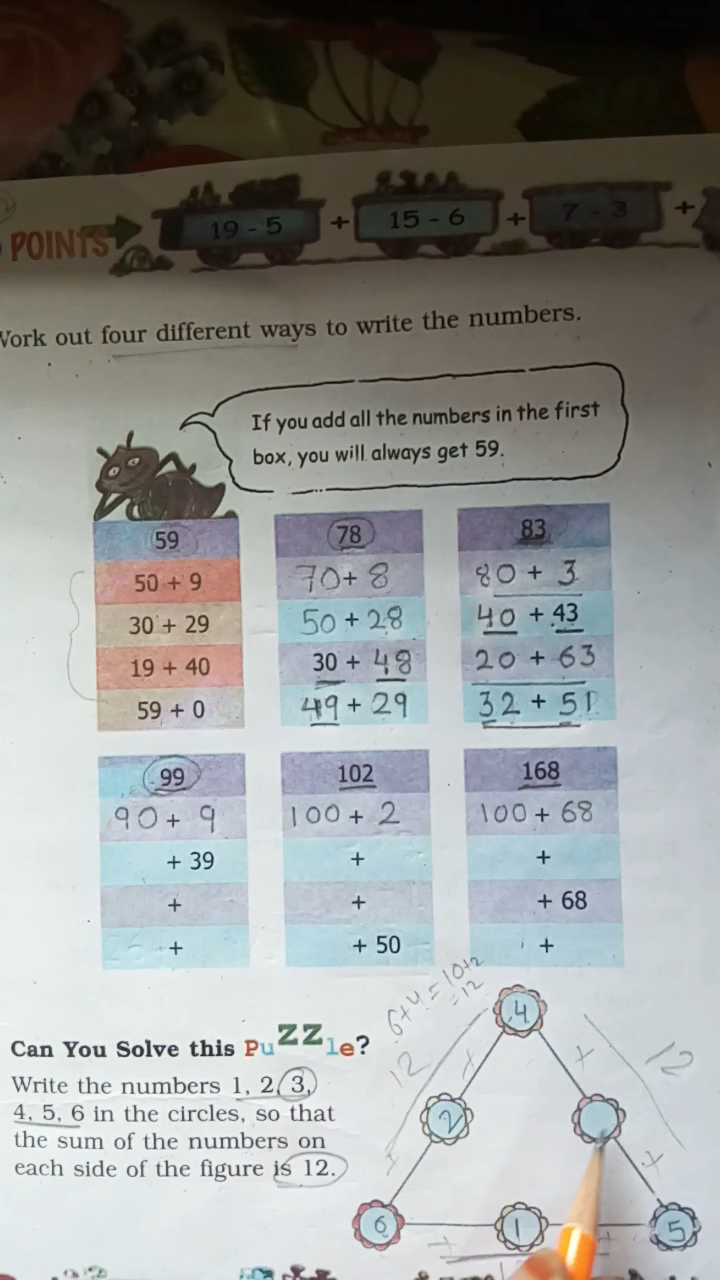 POINTS 19 - 5 + 15 - 6 + 7 - 3 +
Work out four different ways to write the numbers.
If you add all the numbers in the first
box, you will always get 59.
59
50 + 9
30 + 29
19 + 40
59 + 0
78
70 + 8
50 + 28
30 + 48
49 + 29
83
80 + 3
40 + 43
20 + 63
32 + 51
99
90 + 9
+ 39
+
+
102
100 + 2
+
+
+ 50
168
100 + 68
+
+ 68
+
Can You Solve this Puzzle?
Write the numbers 1, 2, 3,
4, 5, 6 in the circles, so that
the sum of the numbers on
each side of the figure is 12.
6+4=10+2
=12
4
12 + + 12
2
+ +
6 1 5
+ +